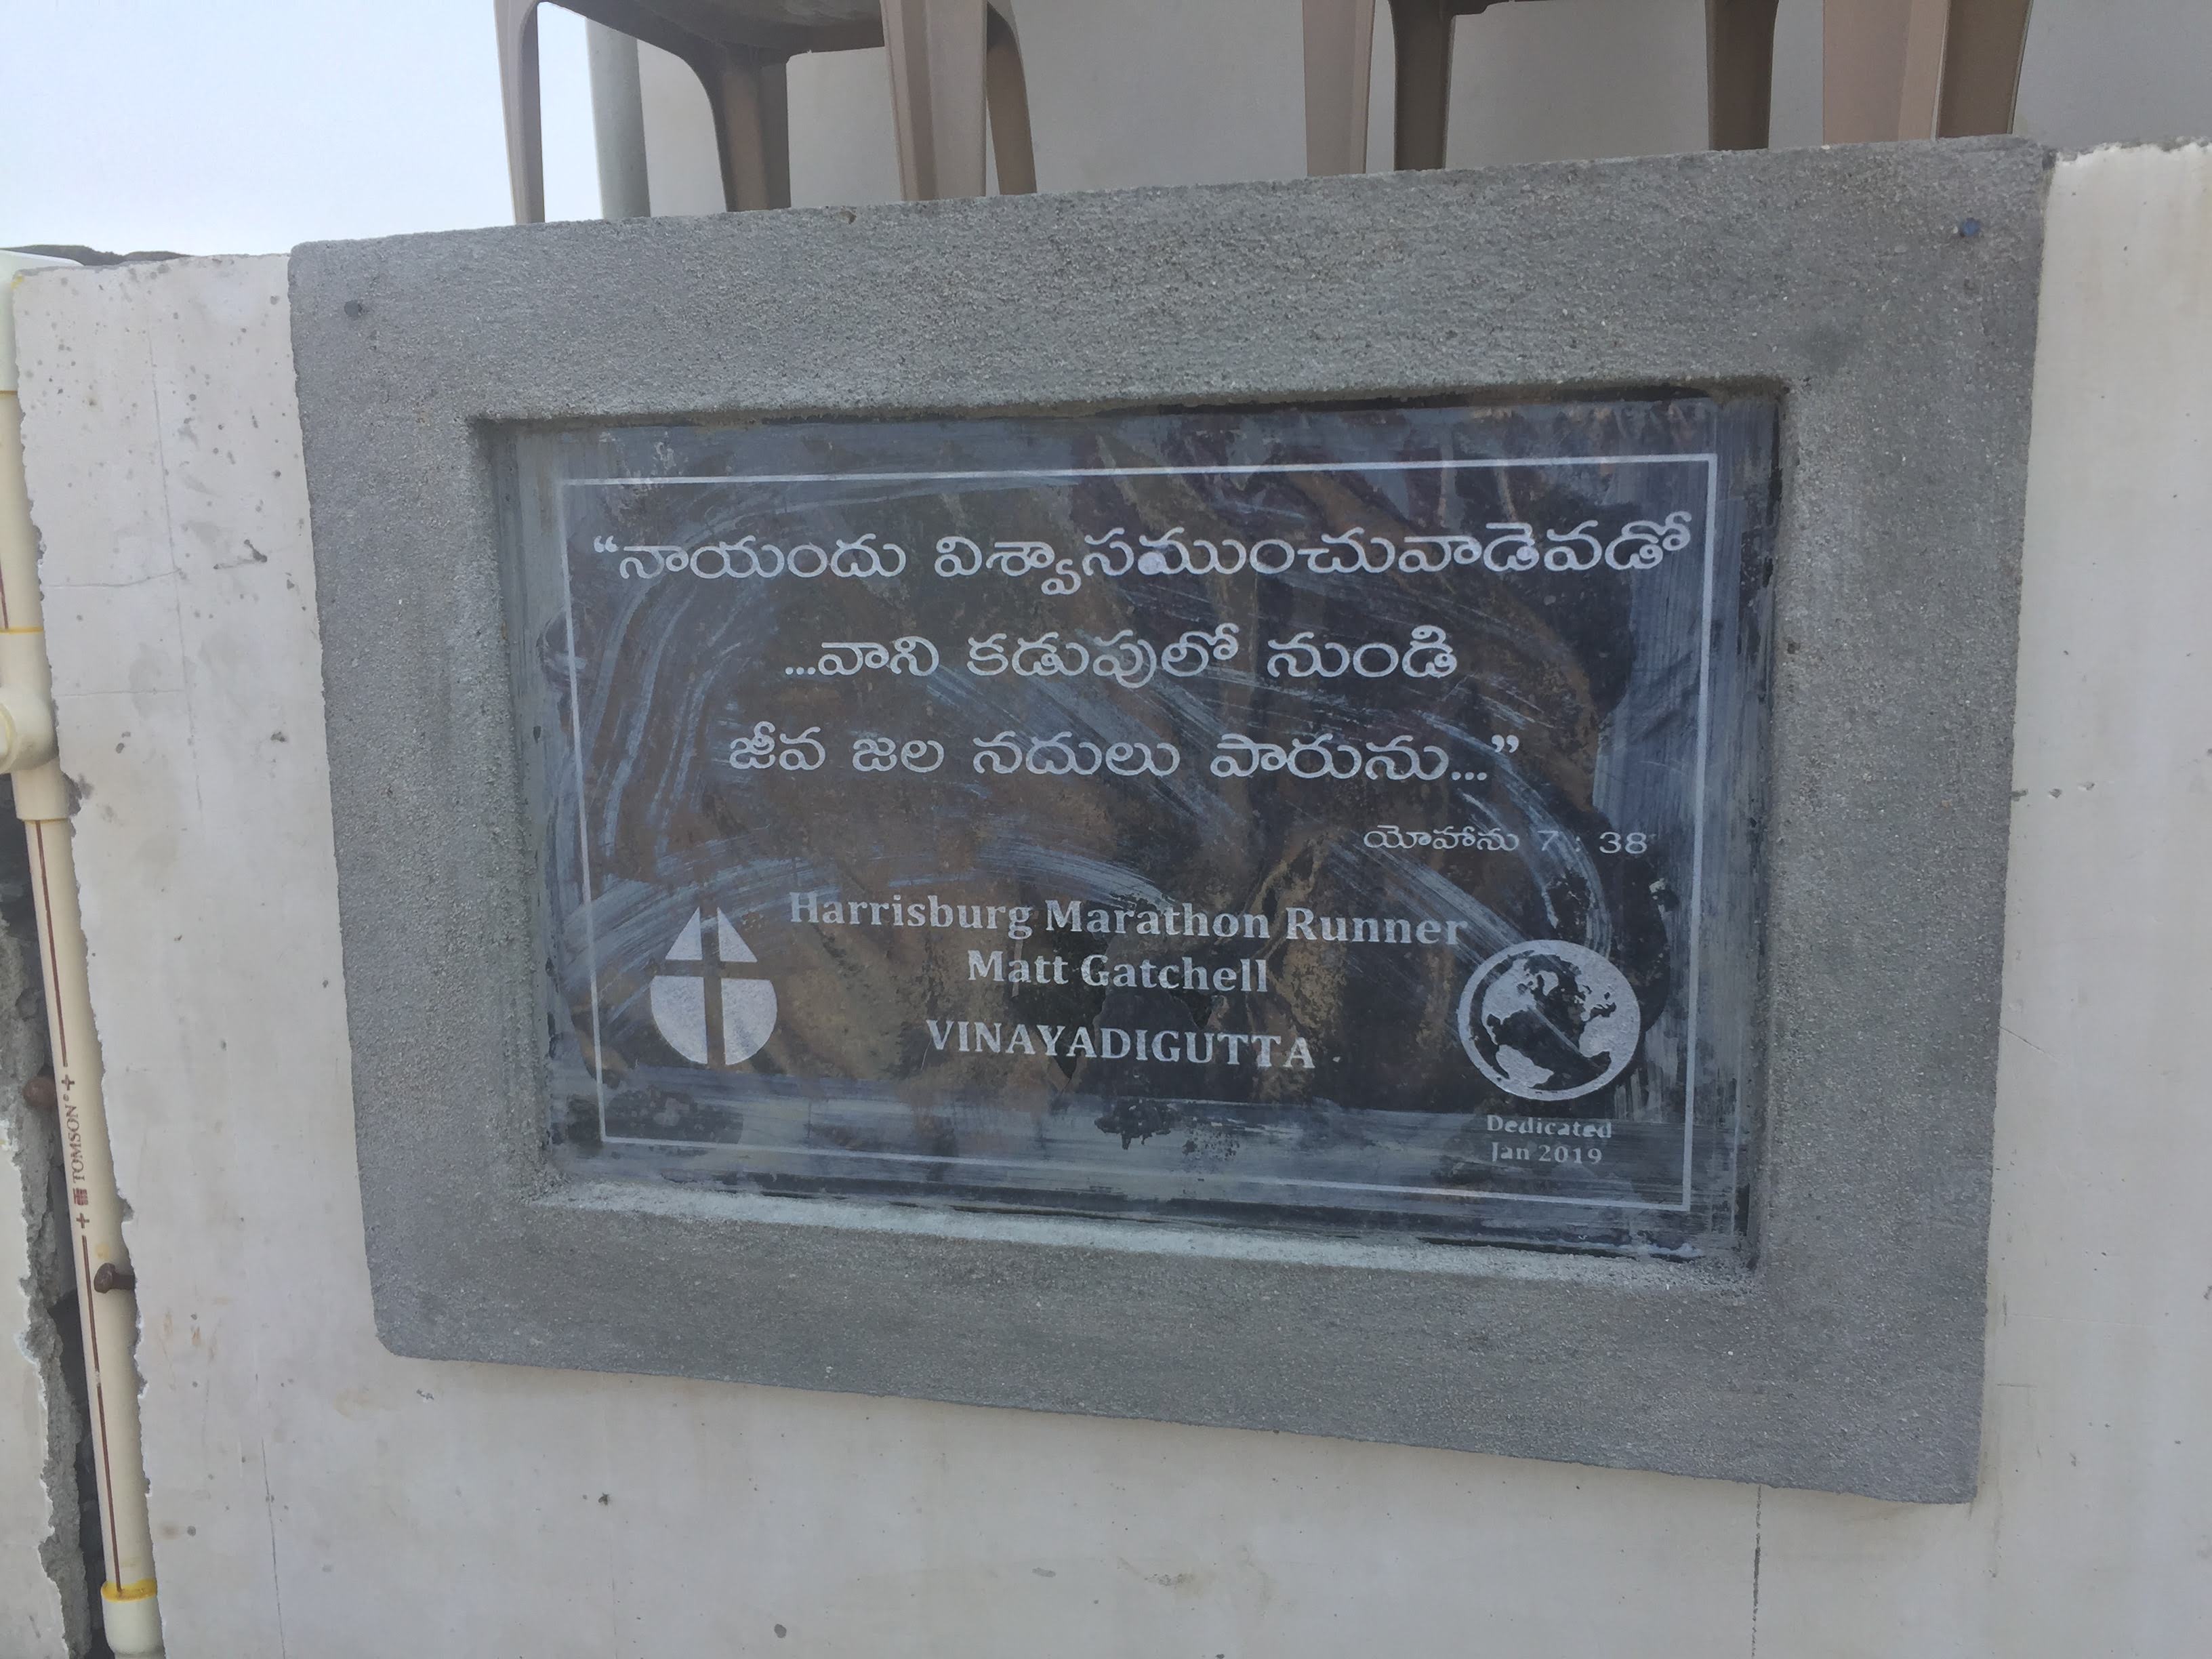 “నాయందు విశ్వాసముంచువాడెవడో
...వాని కడుపులో నుండి
జీవ జల నదులు పారును...”
యోహాను 7 : 38
Harrisburg Marathon Runner
Matt Gatchell
VINAYADIGUTTA
Dedicated
Jan 2019
TOMSON